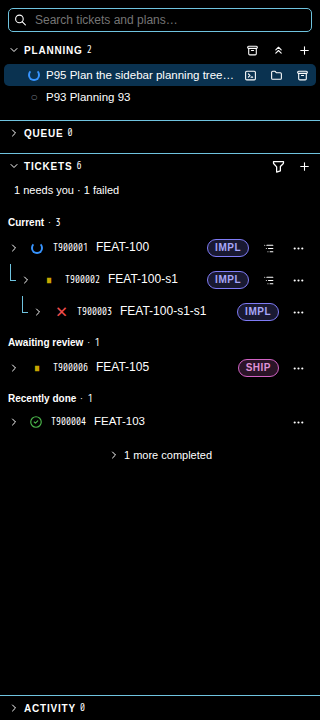 Search tickets and plans…
PLANNING 2
P95 Plan the sidebar planning tree…
P93 Planning 93
QUEUE 0
TICKETS 6
1 needs you · 1 failed
Current · 3
T900001 FEAT-100 IMPL
T900002 FEAT-100-s1 IMPL
T900003 FEAT-100-s1-s1 IMPL
Awaiting review · 1
T900006 FEAT-105 SHIP
Recently done · 1
T900004 FEAT-103
1 more completed
ACTIVITY 0